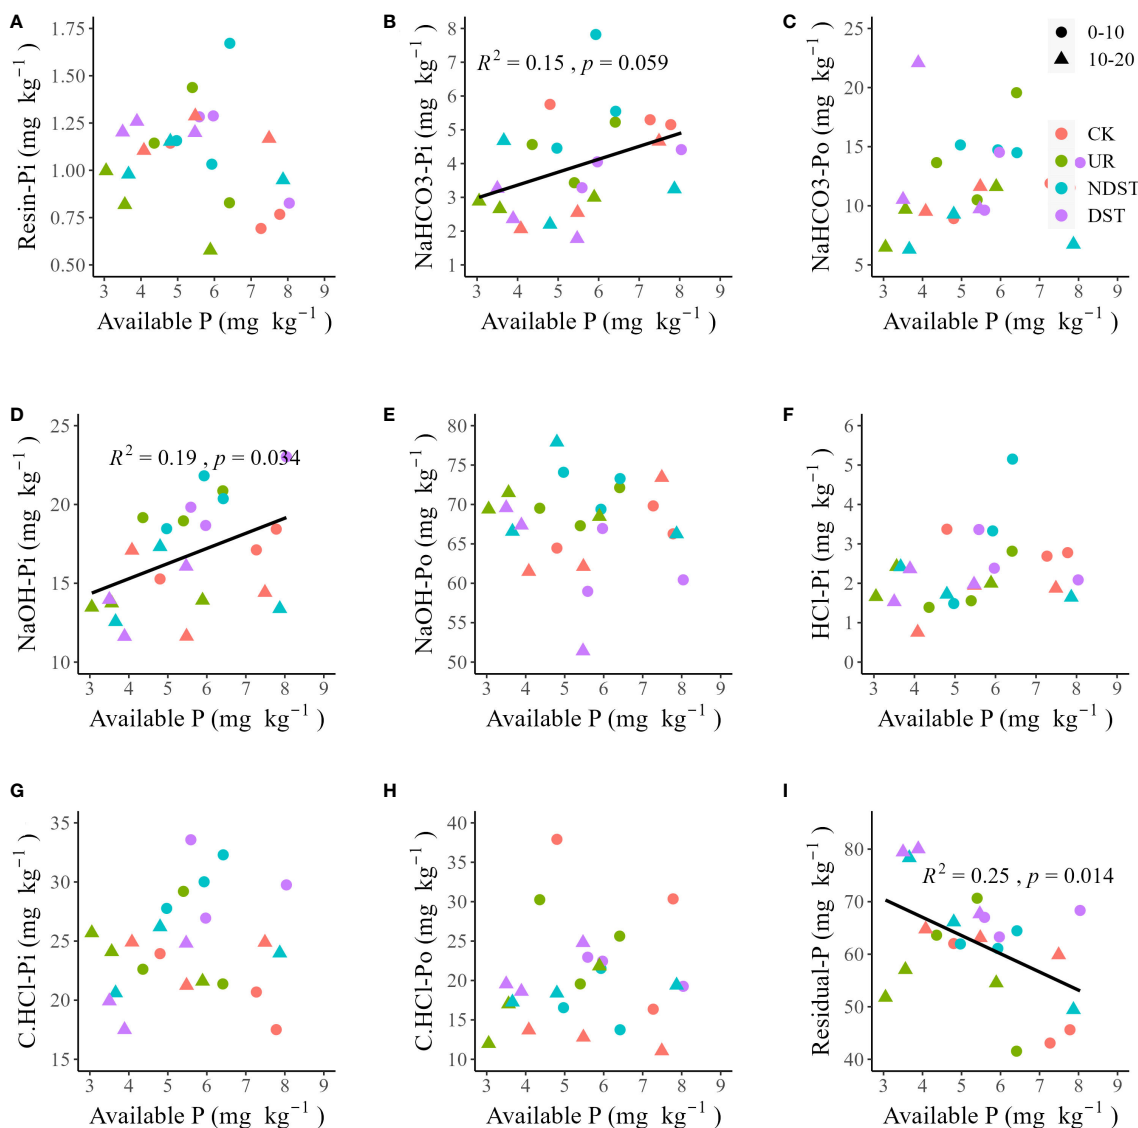 A
Resin-Pi (mg kg⁻¹ )
1.75
1.50
1.25
1.00
0.75
0.50
3 4 5 6 7 8 9
Available P (mg kg⁻¹ )
B
NaHCO3-Pi (mg kg⁻¹ )
8
7
6
5
4
3
2
1
R² = 0.15 , p = 0.059
3 4 5 6 7 8 9
Available P (mg kg⁻¹ )
C
NaHCO3-Po (mg kg⁻¹ )
25
20
15
10
5
0-10
10-20
CK
UR
NDST
DST
3 4 5 6 7 8 9
Available P (mg kg⁻¹ )
D
NaOH-Pi (mg kg⁻¹ )
25
20
15
10
R² = 0.19 , p = 0.034
3 4 5 6 7 8 9
Available P (mg kg⁻¹ )
E
NaOH-Po (mg kg⁻¹ )
80
75
70
65
60
55
50
3 4 5 6 7 8 9
Available P (mg kg⁻¹ )
F
HCl-Pi (mg kg⁻¹ )
6
5
4
3
2
1
0
3 4 5 6 7 8 9
Available P (mg kg⁻¹ )
G
C.HCl-Pi (mg kg⁻¹ )
35
30
25
20
15
3 4 5 6 7 8 9
Available P (mg kg⁻¹ )
H
C.HCl-Po (mg kg⁻¹ )
40
35
30
25
20
15
10
3 4 5 6 7 8 9
Available P (mg kg⁻¹ )
I
Residual-P (mg kg⁻¹ )
80
70
60
50
40
R² = 0.25 , p = 0.014
3 4 5 6 7 8 9
Available P (mg kg⁻¹ )